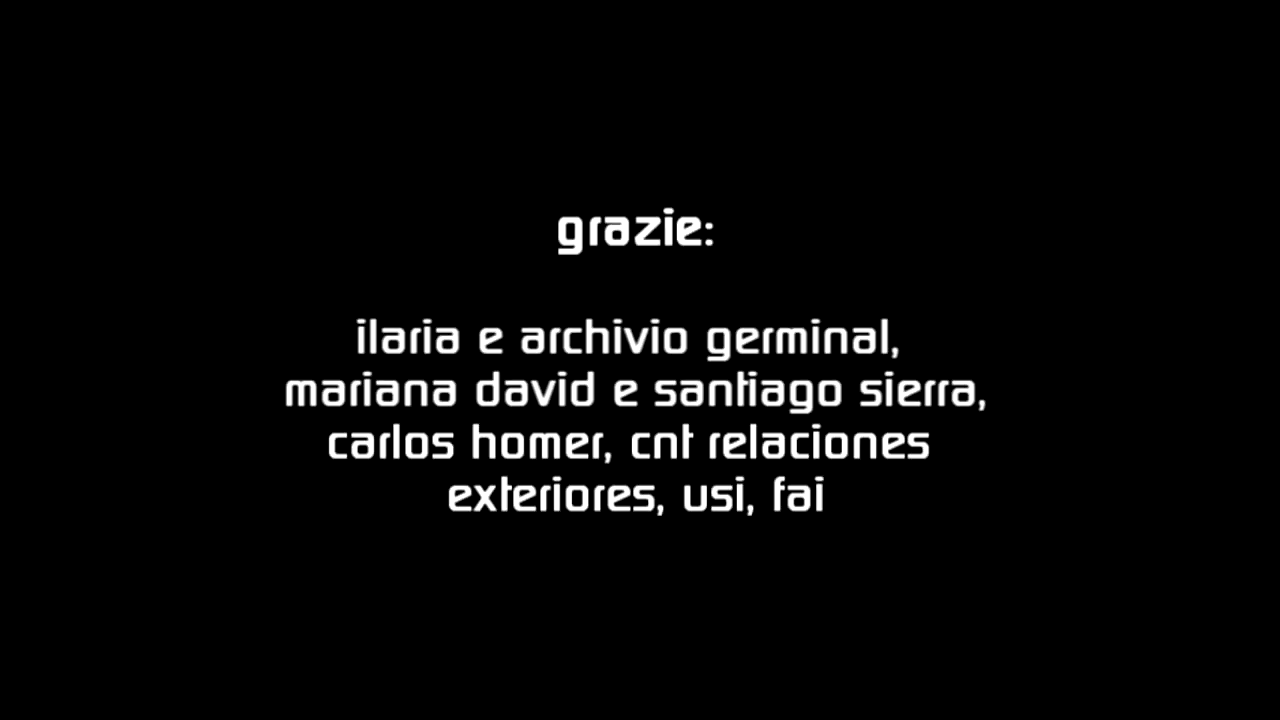 grazie:
ilaria e archivio germinal,
mariana david e santiago sierra,
carlos homer, cnt relaciones
exteriores, usi, fai